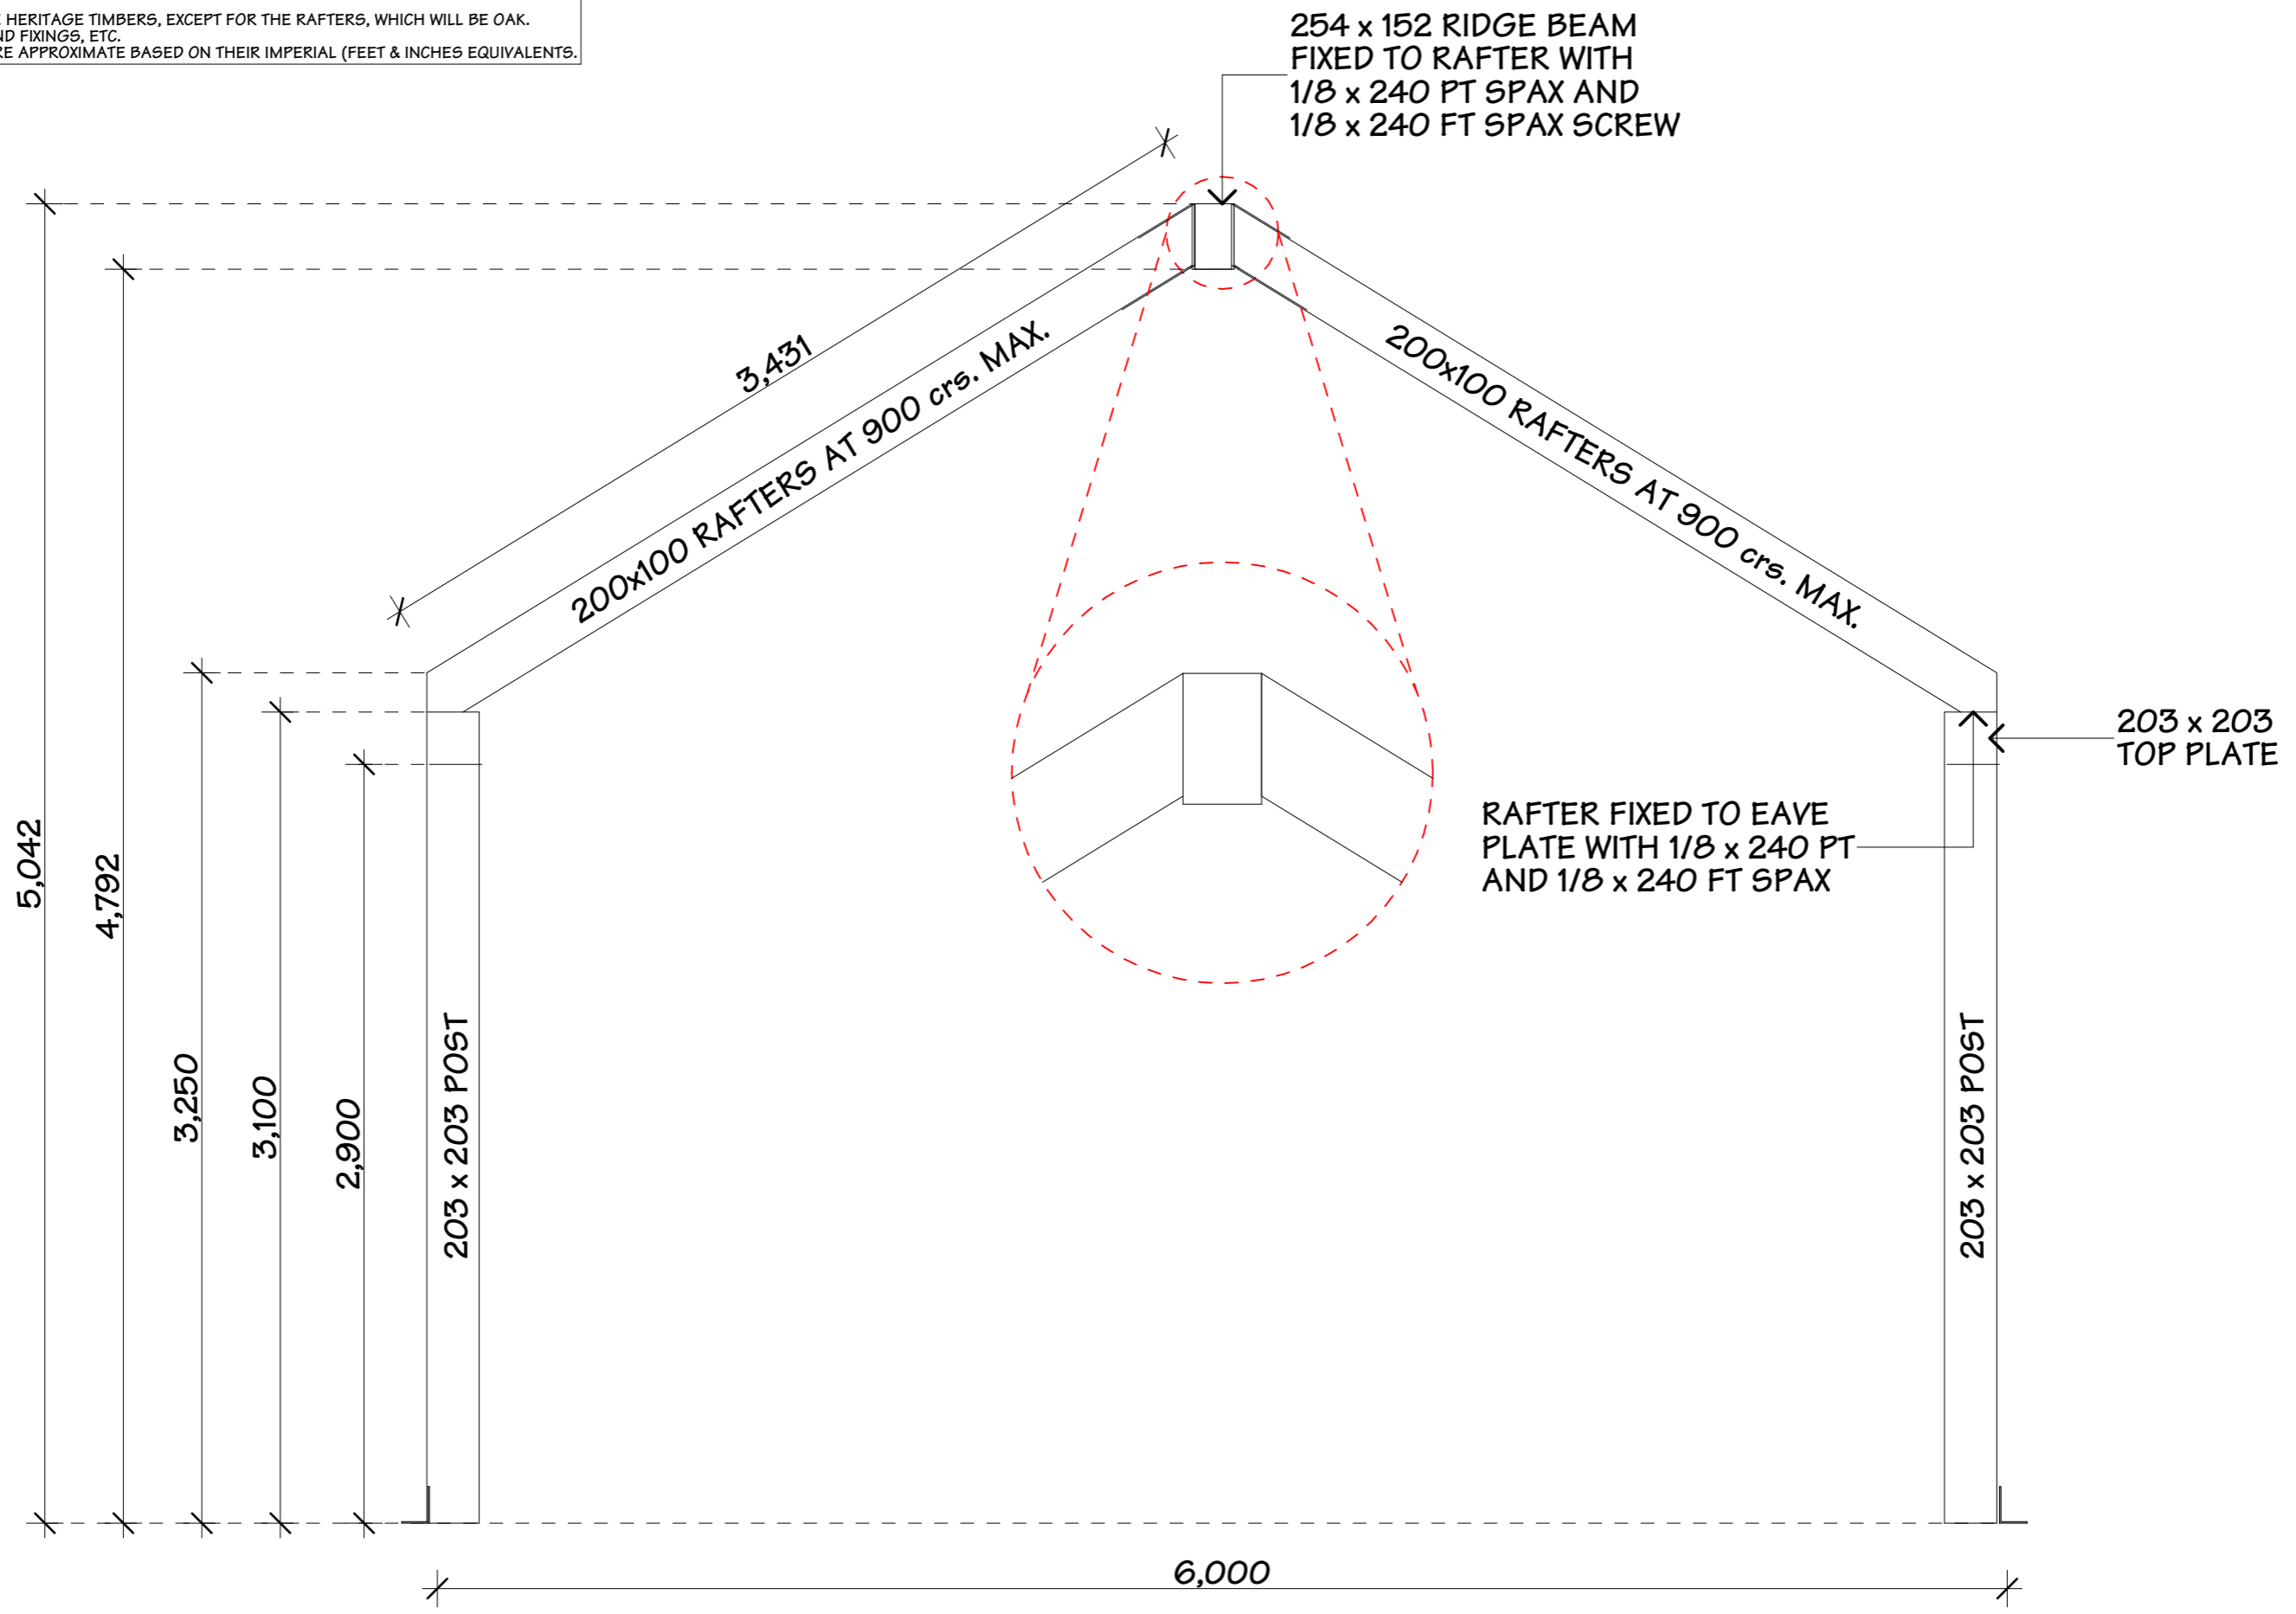 HERITAGE TIMBERS, EXCEPT FOR THE RAFTERS, WHICH WILL BE OAK.
FIXINGS, ETC.
APPROXIMATE BASED ON THEIR IMPERIAL (FEET & INCHES EQUIVALENTS.
254 x 152 RIDGE BEAM
FIXED TO RAFTER WITH
1/8 x 240 PT SPAX AND
1/8 x 240 FT SPAX SCREW
3,431
200x100 RAFTERS AT 900 crs. MAX.
200x100 RAFTERS AT 900 crs. MAX.
203 x 203
TOP PLATE
RAFTER FIXED TO EAVE
PLATE WITH 1/8 x 240 PT
AND 1/8 x 240 FT SPAX
5,042
4,792
3,250
3,100
2,900
203 x 203 POST
203 x 203 POST
6,000